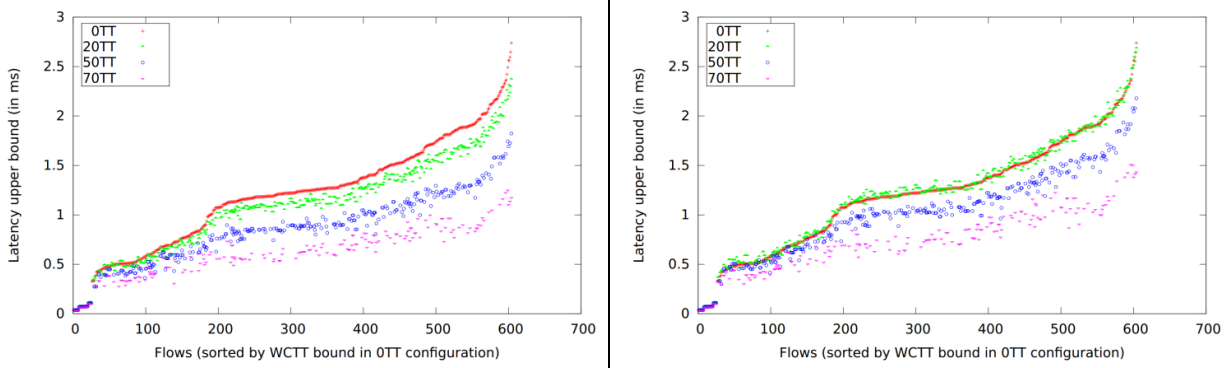 3
2.5
2
1.5
1
0.5
0
0TT
20TT
50TT
70TT
Latency upper bound (in ms)
0 100 200 300 400 500 600 700
Flows (sorted by WCTT bound in 0TT configuration)
3
2.5
2
1.5
1
0.5
0
0TT
20TT
50TT
70TT
Latency upper bound (in ms)
0 100 200 300 400 500 600 700
Flows (sorted by WCTT bound in 0TT configuration)